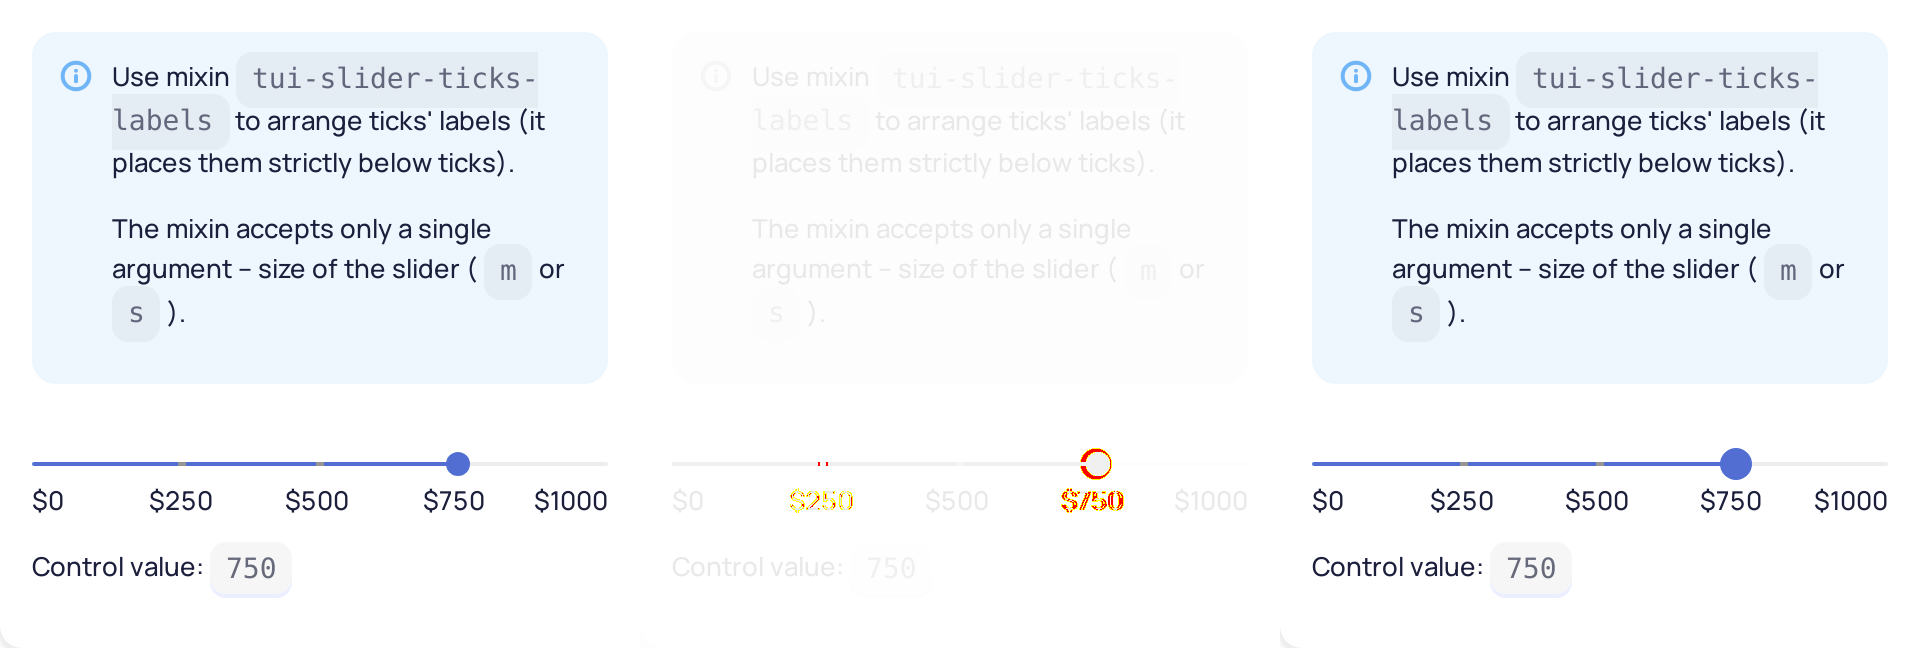 Use mixin tui-slider-ticks-
labels to arrange ticks' labels (it
places them strictly below ticks).
The mixin accepts only a single
argument – size of the slider ( m or
s ).
$0 $250 $500 $750 $1000
Control value: 750
Use mixin tui-slider-ticks-
labels to arrange ticks' labels (it
places them strictly below ticks).
The mixin accepts only a single
argument – size of the slider ( m or
s ).
$0 $250 $500 $750 $1000
Control value: 750
Use mixin tui-slider-ticks-
labels to arrange ticks' labels (it
places them strictly below ticks).
The mixin accepts only a single
argument – size of the slider ( m or
s ).
$0 $250 $500 $750 $1000
Control value: 750